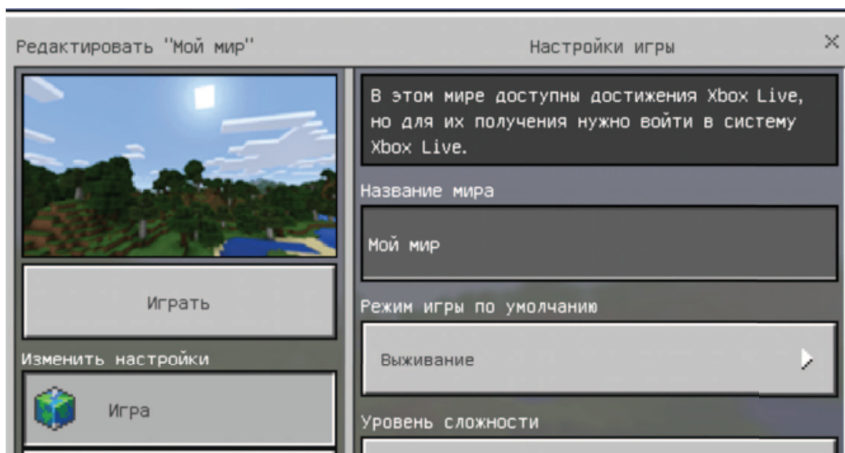 Редактировать "Мой мир"
Настройки игры
В этом мире доступны достижения Xbox Live,
но для их получения нужно войти в систему
Xbox Live.
Название мира
Мой мир
Играть
Режим игры по умолчанию
Выживание
Изменить настройки
Игра
Уровень сложности